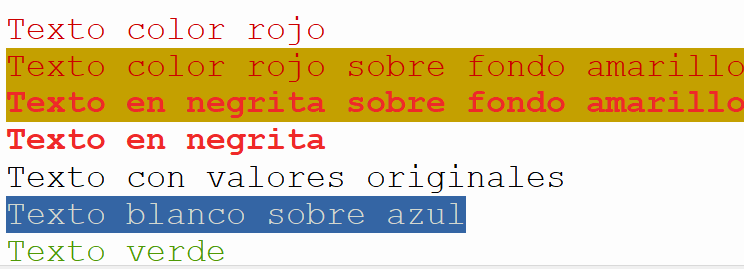 Texto color rojo
Texto color rojo sobre fondo amarillo
Texto en negrita sobre fondo amarillo
Texto en negrita
Texto con valores originales
Texto blanco sobre azul
Texto verde